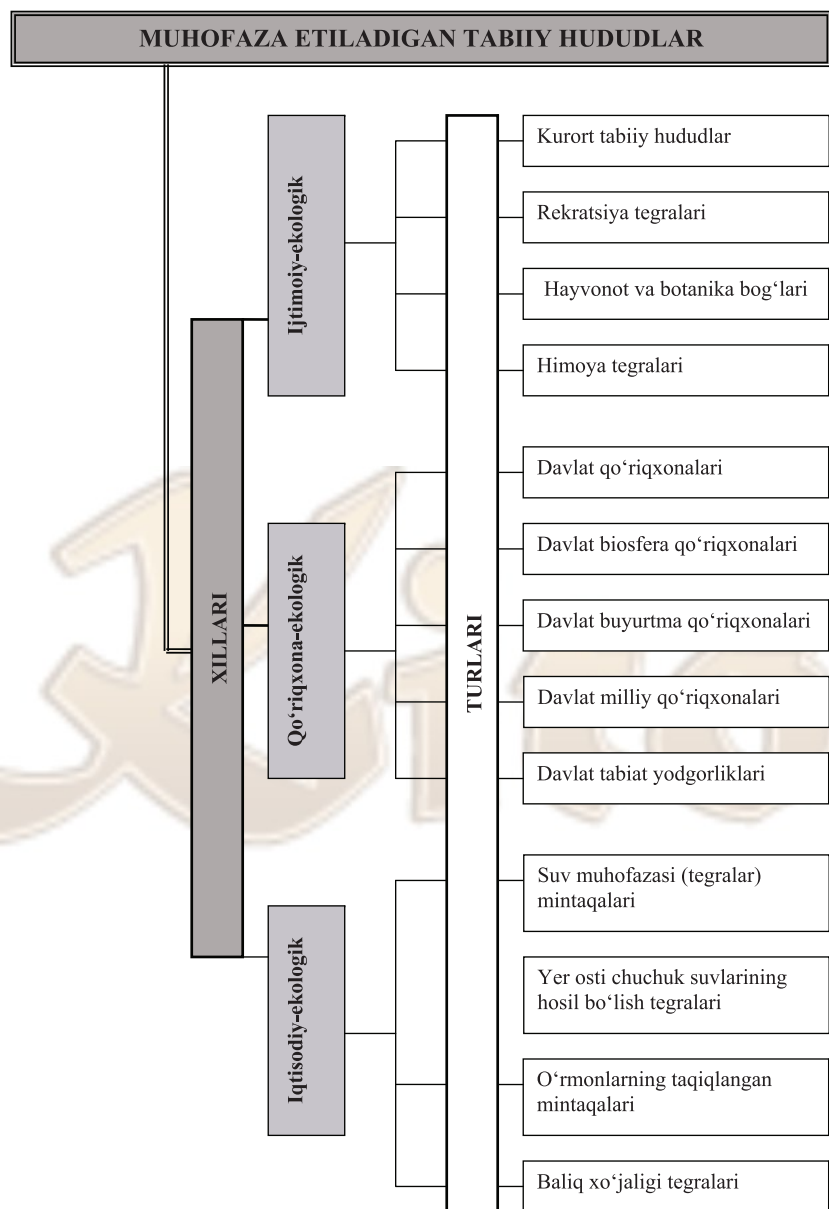 MUHOFAZA ETILADIGAN TABIIY HUDUDLAR
XILLARI
Ijtimoiy-ekologik
Qo‘riqxona-ekologik
Iqtisodiy-ekologik
TURLARI
Kurort tabiiy hududlar
Rekratsiya tegralari
Hayvonot va botanika bog‘lari
Himoya tegralari
Davlat qo‘riqxonalari
Davlat biosfera qo‘riqxonalari
Davlat buyurtma qo‘riqxonalari
Davlat milliy qo‘riqxonalari
Davlat tabiat yodgorliklari
Suv muhofazasi (tegralar)
mintaqalari
Yer osti chuchuk suvlarining
hosil bo‘lish tegralari
O‘rmonlarning taqiqlangan
mintaqalari
Baliq xo‘jaligi tegralari